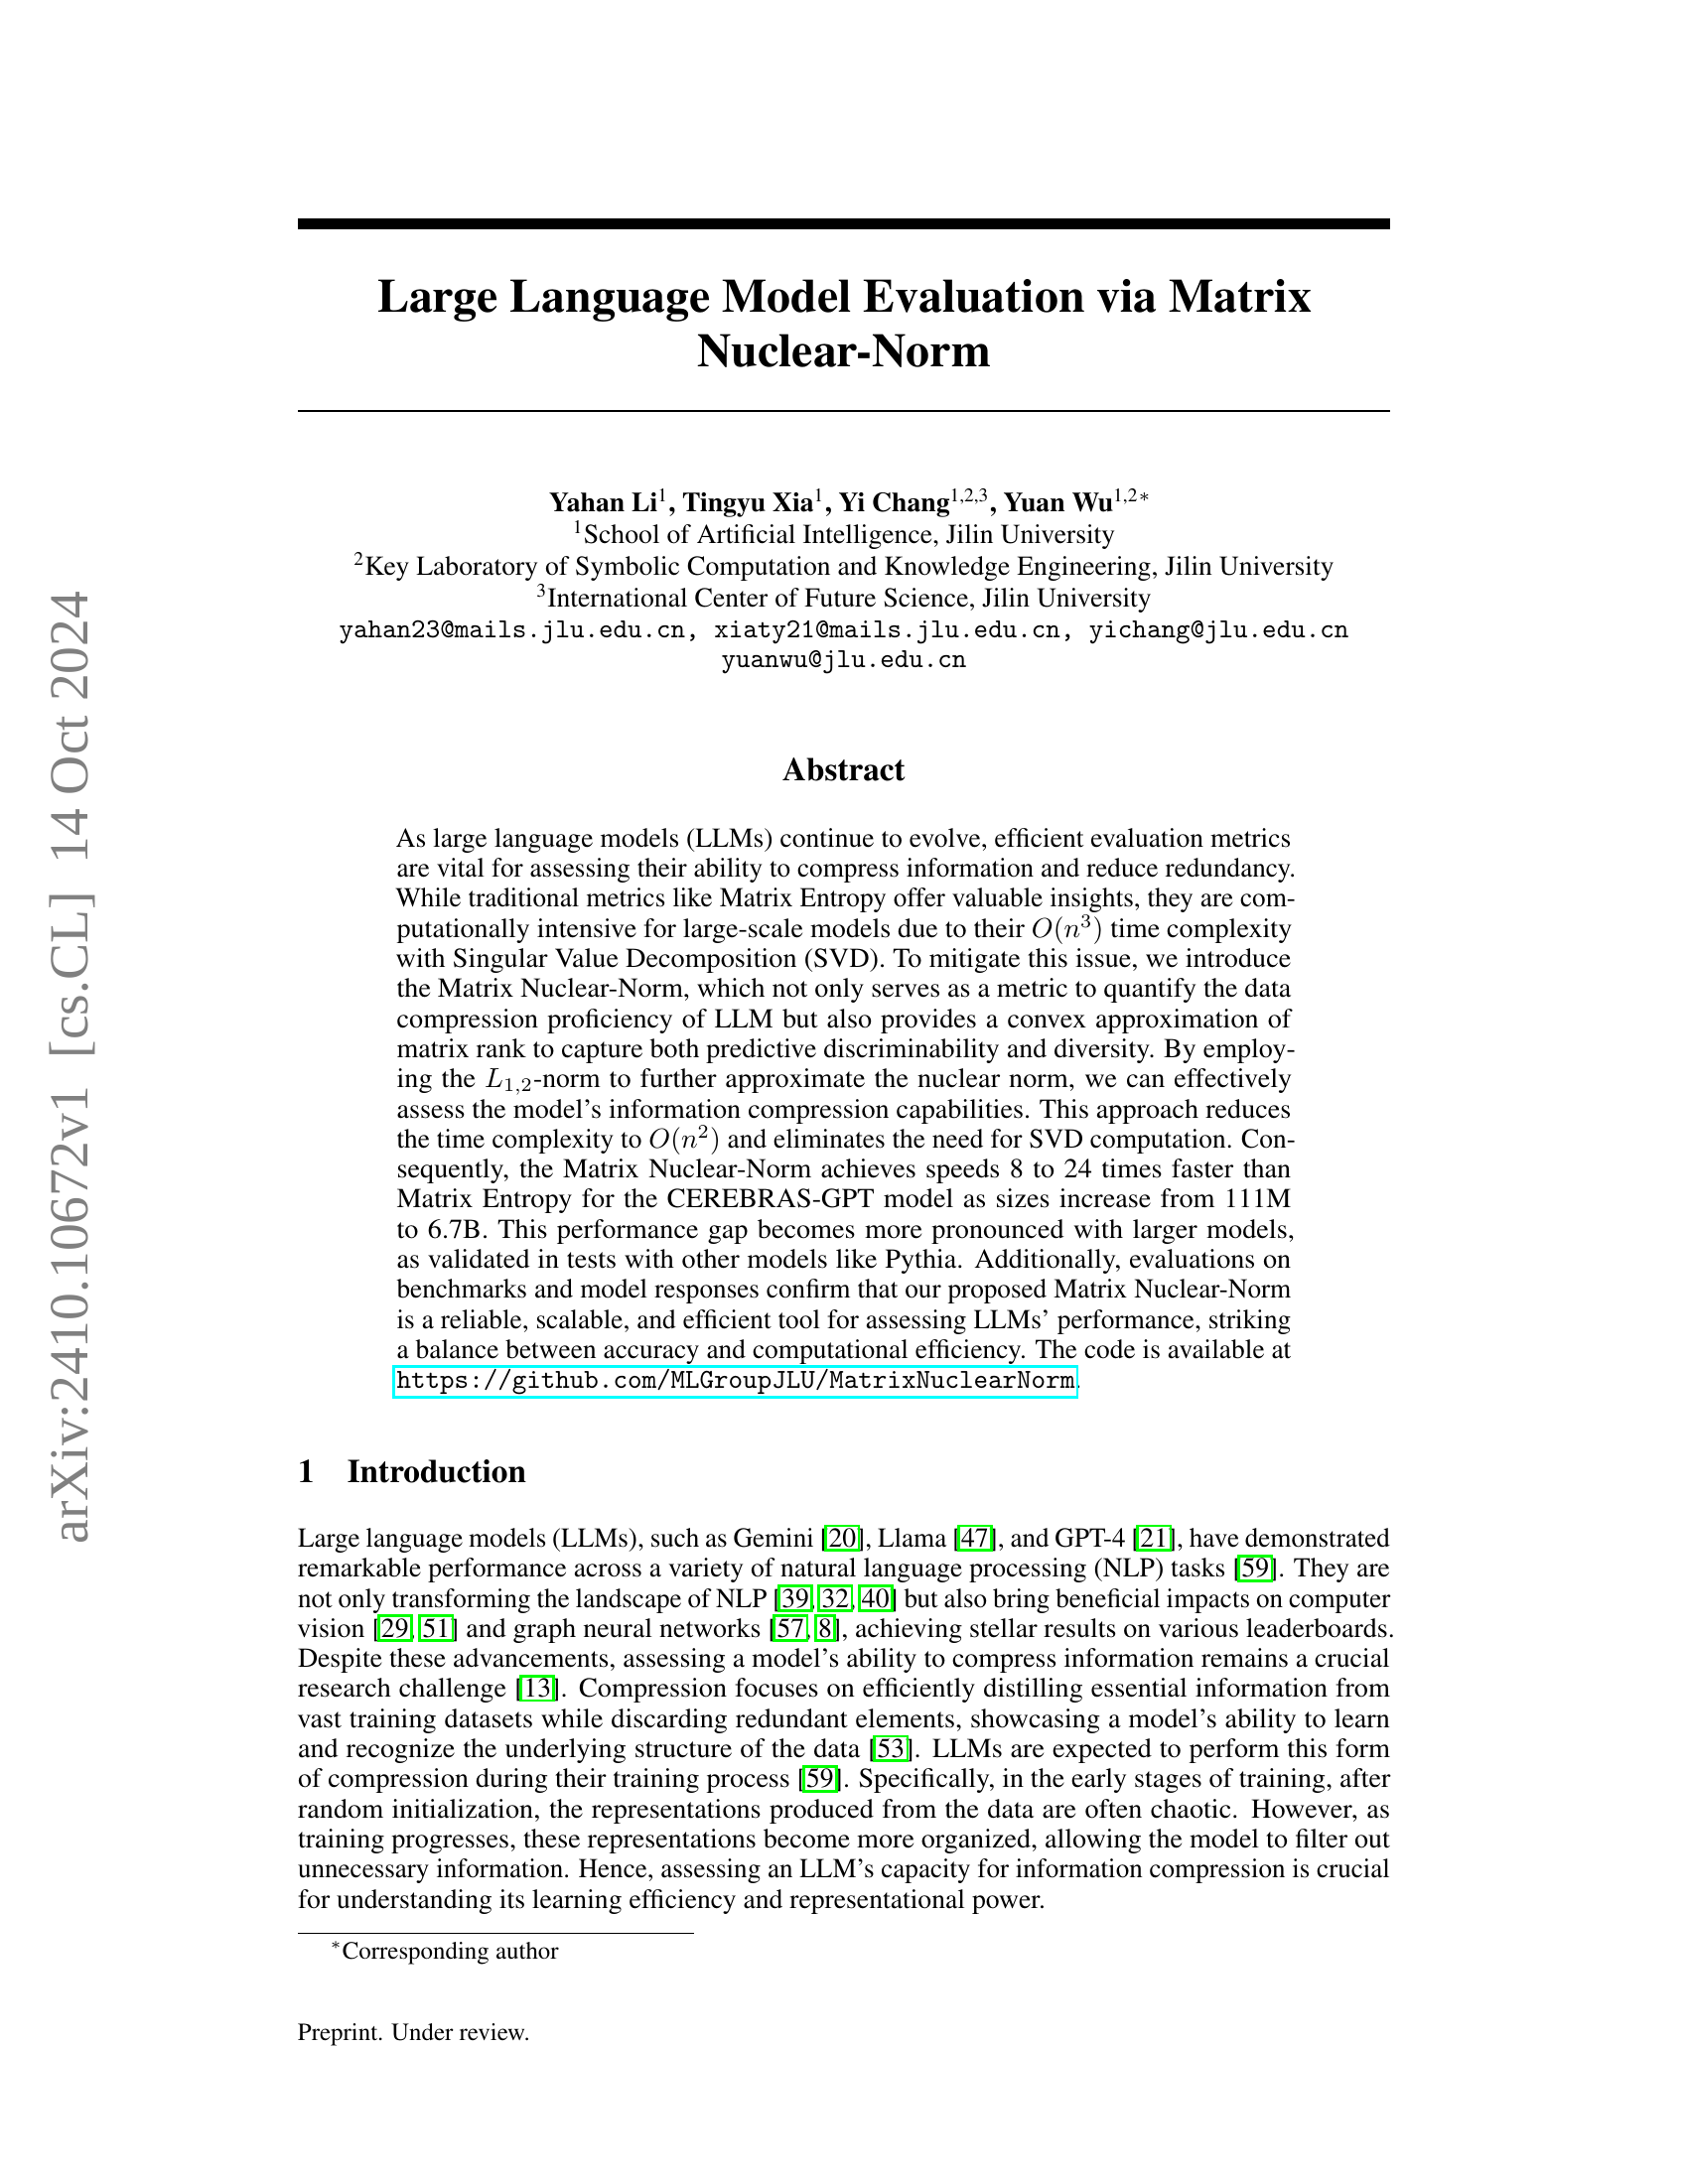 arXiv:2410.10672v1 [cs.CL] 14 Oct 2024
Large Language Model Evaluation via Matrix
Nuclear-Norm
Yahan Li¹, Tingyu Xia¹, Yi Chang¹,²,³, Yuan Wu¹,²*
¹School of Artificial Intelligence, Jilin University
²Key Laboratory of Symbolic Computation and Knowledge Engineering, Jilin University
³International Center of Future Science, Jilin University
yahan23@mails.jlu.edu.cn, xiaty21@mails.jlu.edu.cn, yichang@jlu.edu.cn
yuanwu@jlu.edu.cn
Abstract
As large language models (LLMs) continue to evolve, efficient evaluation metrics
are vital for assessing their ability to compress information and reduce redundancy.
While traditional metrics like Matrix Entropy offer valuable insights, they are com-
putationally intensive for large-scale models due to their O(n³) time complexity
with Singular Value Decomposition (SVD). To mitigate this issue, we introduce
the Matrix Nuclear-Norm, which not only serves as a metric to quantify the data
compression proficiency of LLM but also provides a convex approximation of
matrix rank to capture both predictive discriminability and diversity. By employ-
ing the L₁,₂-norm to further approximate the nuclear norm, we can effectively
assess the model's information compression capabilities. This approach reduces
the time complexity to O(n²) and eliminates the need for SVD computation. Con-
sequently, the Matrix Nuclear-Norm achieves speeds 8 to 24 times faster than
Matrix Entropy for the CEREBRAS-GPT model as sizes increase from 111M
to 6.7B. This performance gap becomes more pronounced with larger models,
as validated in tests with other models like Pythia. Additionally, evaluations on
benchmarks and model responses confirm that our proposed Matrix Nuclear-Norm
is a reliable, scalable, and efficient tool for assessing LLMs' performance, striking
a balance between accuracy and computational efficiency. The code is available at
https://github.com/MLGroupJLU/MatrixNuclearNorm.
1 Introduction
Large language models (LLMs), such as Gemini [20], Llama [47], and GPT-4 [21], have demonstrated
remarkable performance across a variety of natural language processing (NLP) tasks [59]. They are
not only transforming the landscape of NLP [39, 32, 40] but also bring beneficial impacts on computer
vision [29, 51] and graph neural networks [57, 8], achieving stellar results on various leaderboards.
Despite these advancements, assessing a model's ability to compress information remains a crucial
research challenge [13]. Compression focuses on efficiently distilling essential information from
vast training datasets while discarding redundant elements, showcasing a model's ability to learn
and recognize the underlying structure of the data [53]. LLMs are expected to perform this form
of compression during their training process [59]. Specifically, in the early stages of training, after
random initialization, the representations produced from the data are often chaotic. However, as
training progresses, these representations become more organized, allowing the model to filter out
unnecessary information. Hence, assessing an LLM's capacity for information compression is crucial
for understanding its learning efficiency and representational power.
*Corresponding author
Preprint. Under review.